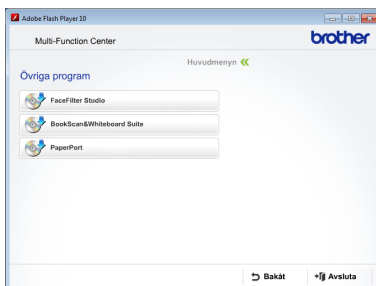 Adobe Flash Player 10
Multi-Function Center
brother
Huvudmenyn
Övriga program
FaceFilter Studio
BookScan&Whiteboard Suite
PaperPort
Bakåt
Avsluta